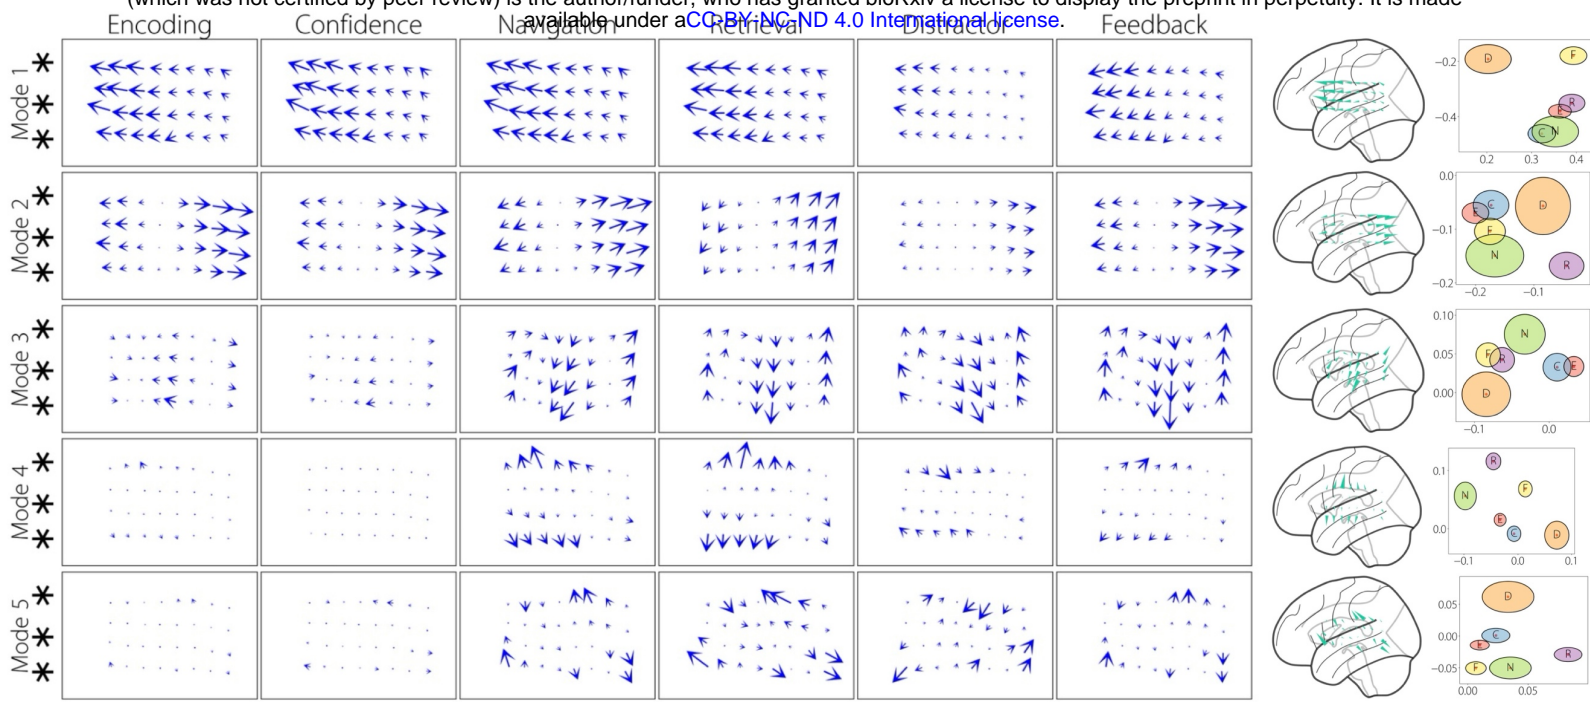 (which was not certified by peer review) is the author/funder, who has granted bioRxiv a license to display the preprint in perpetuity. It is made
available under aCC-BY-NC-ND 4.0 International license.
Encoding Confidence Navigation Retrieval Distractor Feedback
Mode 1 * * *
−0.2
−0.4
D F R E C N
0.2 0.3 0.4
Mode 2 * * *
0.0
−0.1
−0.2
E C D F N R
−0.2 −0.1
Mode 3 * * *
0.10
0.05
0.00
N F R C E D
−0.1 0.0
Mode 4 * * *
0.1
0.0
R N F E C D
−0.1 0.0 0.1
Mode 5 * * *
0.05
0.00
−0.05
D C E R F N
0.00 0.05